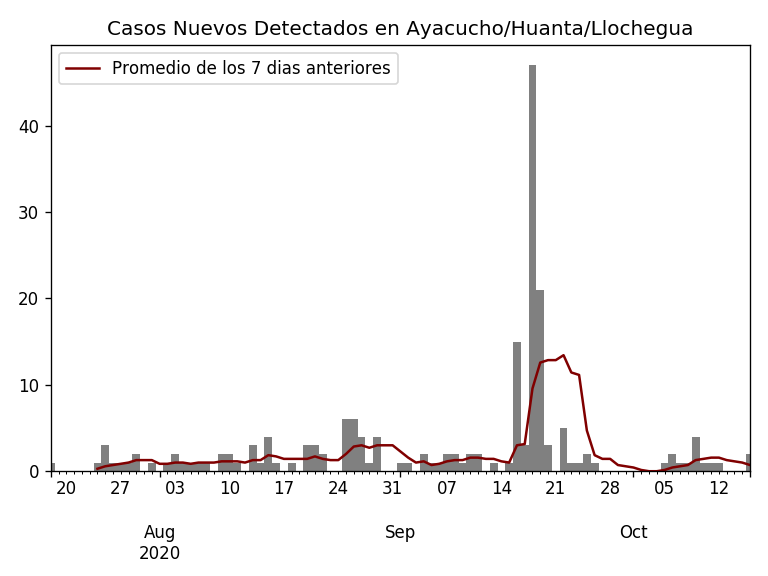 Casos Nuevos Detectados en Ayacucho/Huanta/Llochegua
Promedio de los 7 dias anteriores
40
30
20
10
0
20 27 03 10 17 24 31 07 14 21 28 05 12
Aug Sep Oct
2020